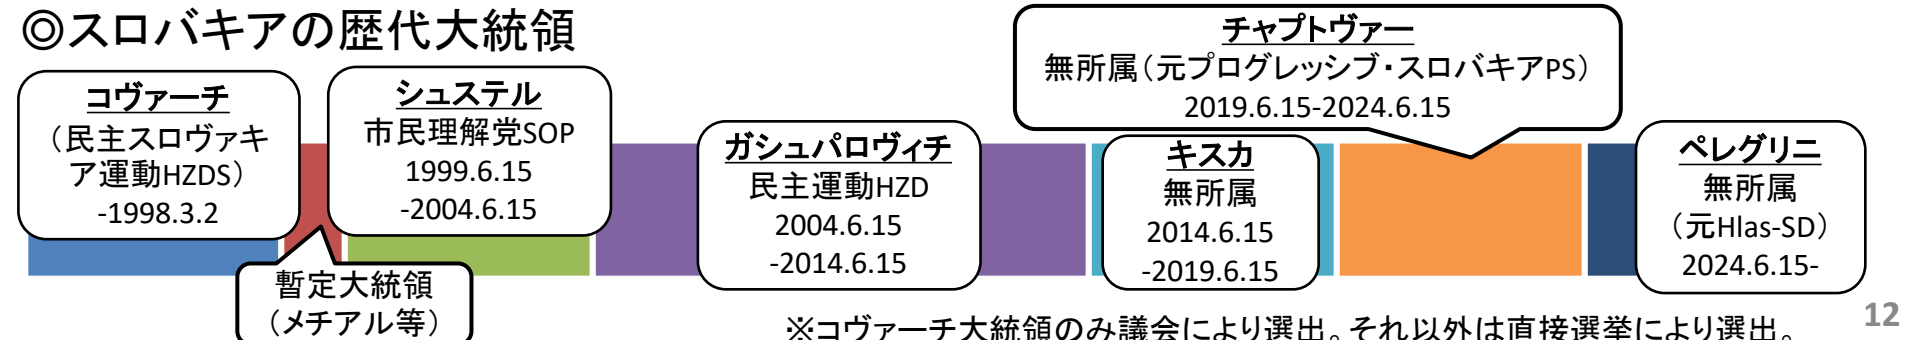 ◎スロバキアの歴代大統領
コヴァーチ
（民主スロヴァキ
ア運動HZDS）
-1998.3.2
暫定大統領
（メチアル等）
シュステル
市民理解党SOP
1999.6.15
-2004.6.15
ガシュパロヴィチ
民主運動HZD
2004.6.15
-2014.6.15
キスカ
無所属
2014.6.15
-2019.6.15
チャプトヴァー
無所属（元プログレッシブ・スロバキアPS）
2019.6.15-2024.6.15
ペレグリニ
無所属
（元Hlas-SD）
2024.6.15-
※コヴァーチ大統領のみ議会により選出。それ以外は直接選挙により選出。
12